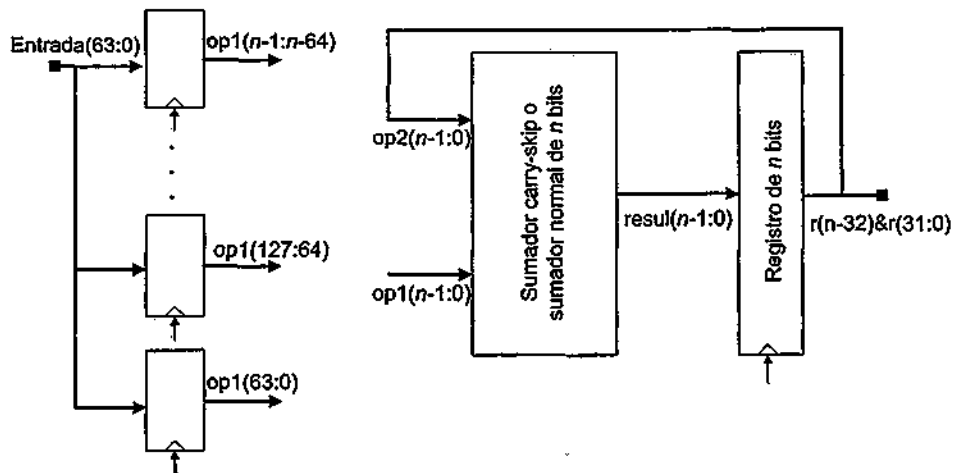 Entrada(63:0)
op1(n-1:n-64)
op1(127:64)
op1(63:0)
op2(n-1:0)
op1(n-1:0)
Sumador carry-skip o
sumador normal de n bits
resul(n-1:0)
Registro de n bits
r(n-32)&r(31:0)